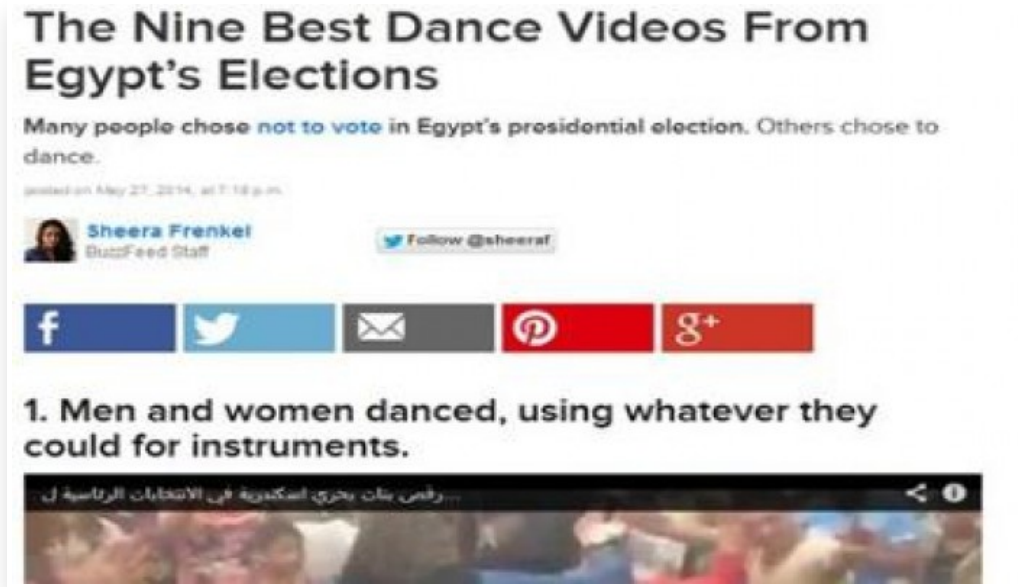 The Nine Best Dance Videos From
Egypt's Elections
Many people chose not to vote in Egypt's presidential election. Others chose to
dance.
posted on May 27, 2014, at 7:18 p.m.
Sheera Frenkel
BuzzFeed Staff
Follow @sheeraf
f
g+
1. Men and women danced, using whatever they
could for instruments.
رقص بنات بحري اسكندرية في الانتخابات الرئاسية ل...